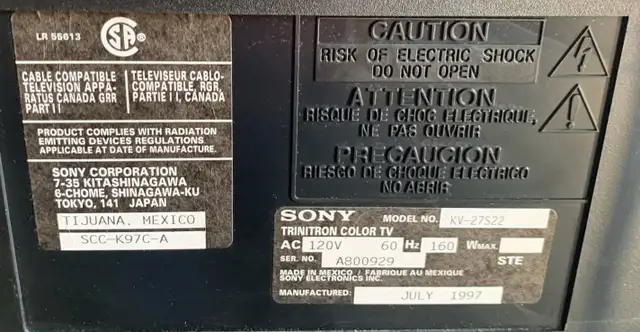 LR 55613
SA ®
CABLE COMPATIBLE
TELEVISION APPA-
RATUS CANADA GRR
PART II
TELEVISEUR CABLO-
COMPATIBLE, RGR,
PARTIE II, CANADA
PRODUCT COMPLIES WITH RADIATION
EMITTING DEVICES REGULATIONS
APPLICABLE AT DATE OF MANUFACTURE.
SONY CORPORATION
7-35 KITASHINAGAWA
6-CHOME, SHINAGAWA-KU
TOKYO, 141 JAPAN
TIJUANA, MEXICO
SCC-K97C-A
CAUTION
RISK OF ELECTRIC SHOCK
DO NOT OPEN
ATTENTION
RISQUE DE CHOC ELECTRIQUE,
NE PAS OUVRIR
PRECAUCION
RIESGO DE CHOQUE ELECTRICO
NO ABRIR
SONY MODEL NO. KV-27S22
TRINITRON COLOR TV
AC 120V 60 Hz 160 WMAX.
SER. NO. A800929 STE
MADE IN MEXICO / FABRIQUE AU MEXIQUE
SONY ELECTRONICS INC.
MANUFACTURED: JULY 1997